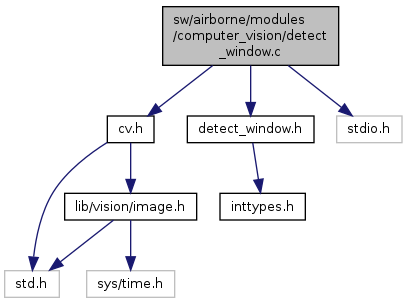 sw/airborne/modules
/computer_vision/detect
_window.c
cv.h
detect_window.h
stdio.h
lib/vision/image.h
inttypes.h
std.h
sys/time.h